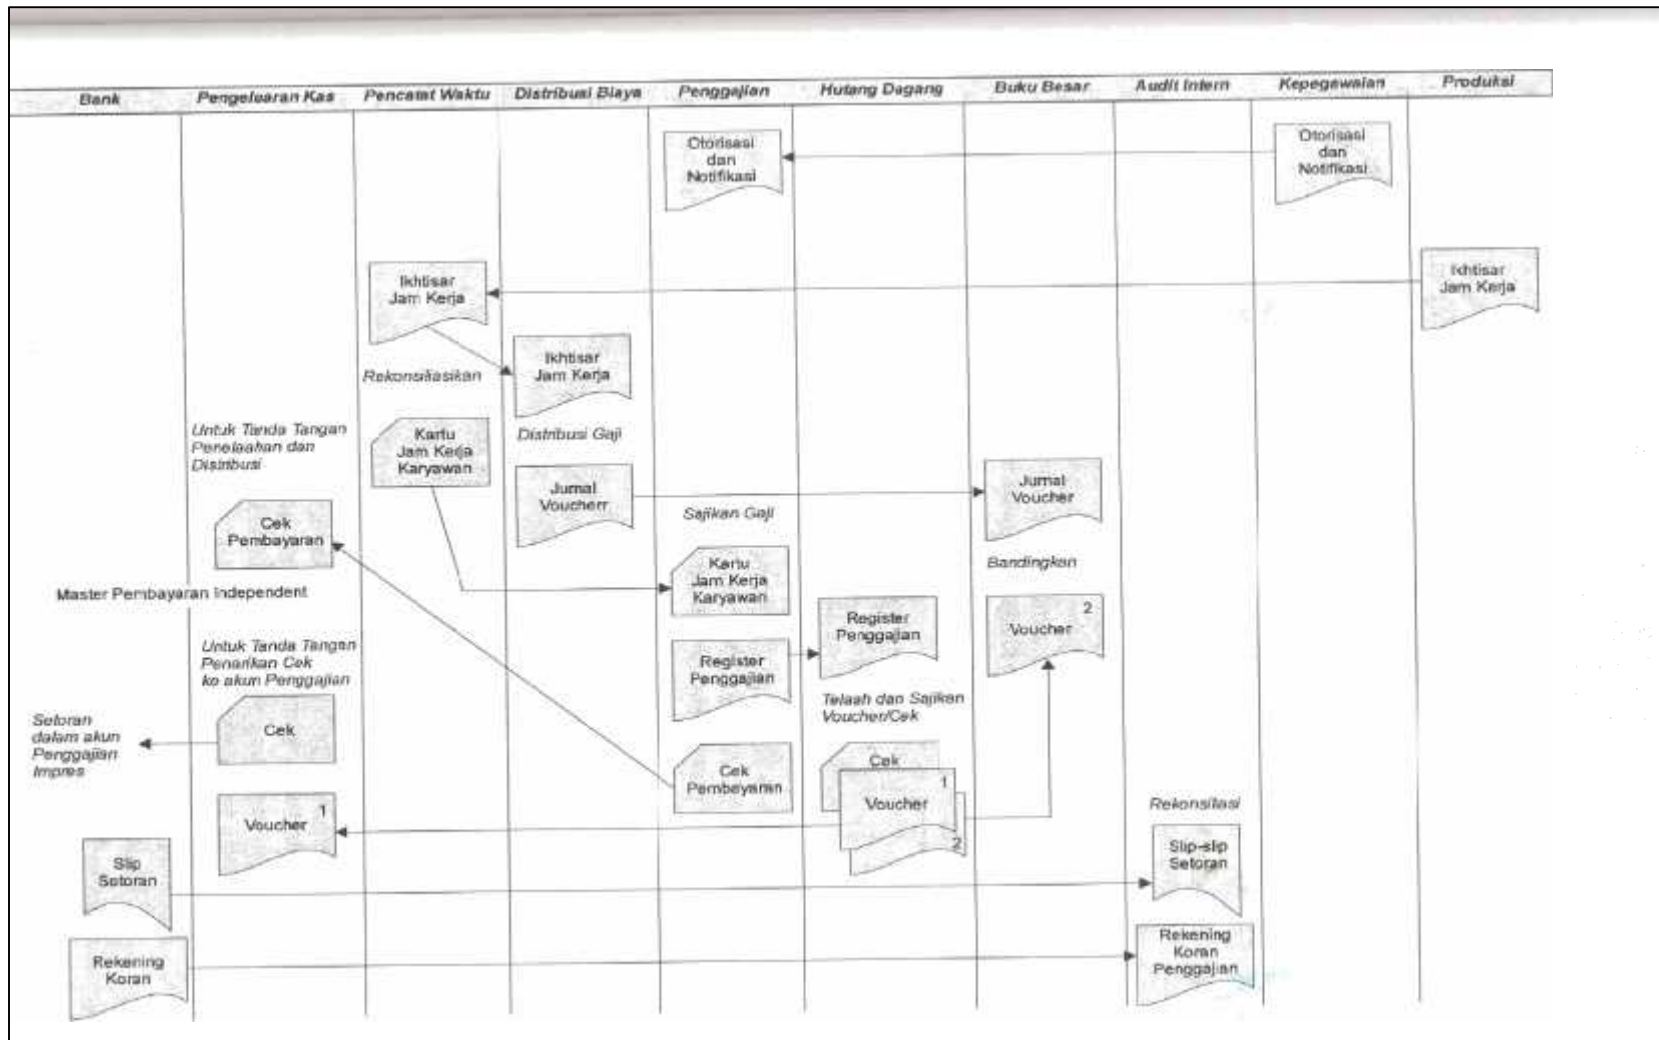 Bank
Pengeluaran Kas
Pencatat Waktu
Distribusi Biaya
Penggajian
Hutang Dagang
Buku Besar
Audit Intern
Kepegawaian
Produksi
Otorisasi
dan
Notifikasi
Otorisasi
dan
Notifikasi
Ikhtisar
Jam Kerja
Ikhtisar
Jam Kerja
Rekonsiliasikan
Ikhtisar
Jam Kerja
Untuk Tanda Tangan
Penelaahan dan
Distribusi
Kartu
Jam Kerja
Karyawan
Distribusi Gaji
Jurnal
Voucherr
Jurnal
Voucher
Cek
Pembayaran
Sajikan Gaji
Kartu
Jam Kerja
Karyawan
Bandingkan
Master Pembayaran Independent
Register
Penggajian
2
Voucher
Untuk Tanda Tangan
Penarikan Cek
ke akun Penggajian
Register
Penggajian
Telaah dan Sajikan
Voucher/Cek
Setoran
dalam akun
Penggajian
Impres
Cek
Cek
Pembayaran
Cek
1
Voucher
2
Voucher 1
Rekonsiliasi
Slip
Setoran
Slip-slip
Setoran
Rekening
Koran
Rekening
Koran
Penggajian